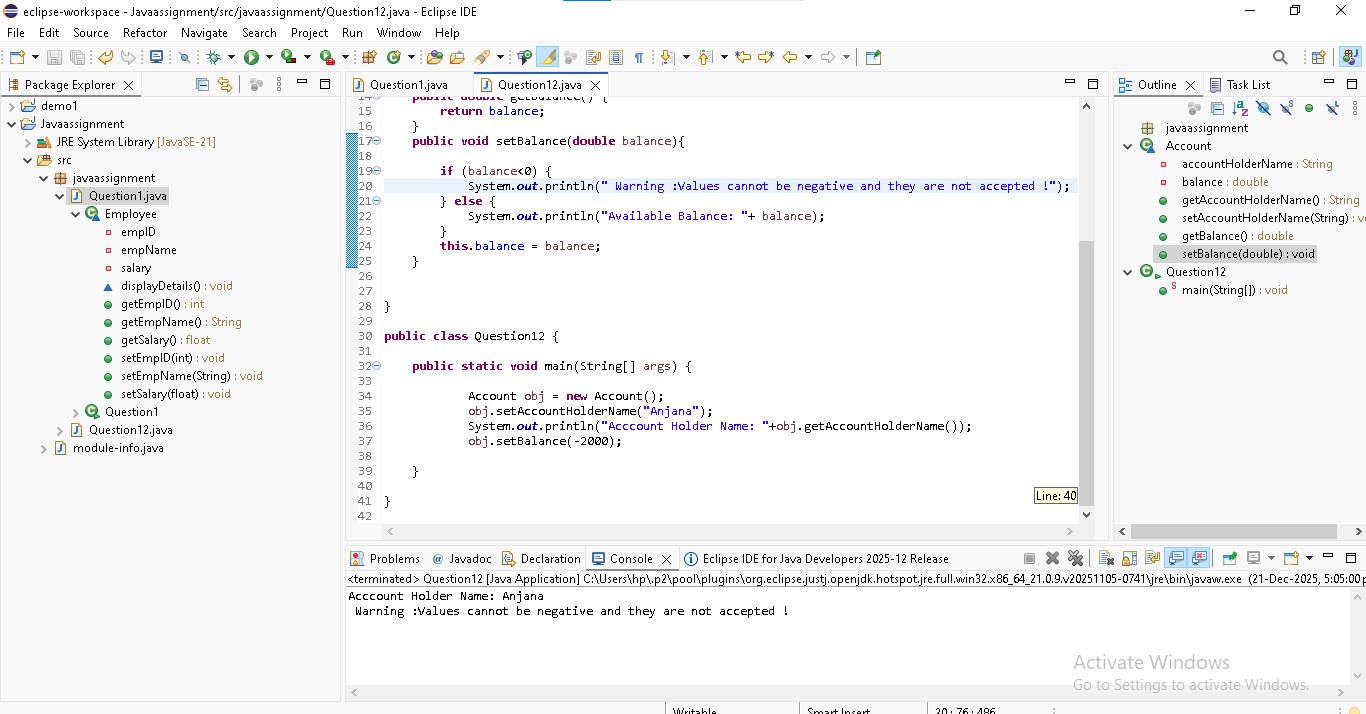 eclipse-workspace - Javaassignment/src/javaassignment/Question12.java - Eclipse IDE
File Edit Source Refactor Navigate Search Project Run Window Help
Package Explorer
demo1
Javaassignment
JRE System Library [JavaSE-21]
src
javaassignment
Question1.java
Employee
empID
empName
salary
displayDetails() : void
getEmpID() : int
getEmpName() : String
getSalary() : float
setEmpID(int) : void
setEmpName(String) : void
setSalary(float) : void
Question1
Question12.java
module-info.java
Question1.java Question12.java
14 public double getBalance() {
15 return balance;
16 }
17 public void setBalance(double balance){
18
19 if (balance<0) {
20 System.out.println(" Warning :Values cannot be negative and they are not accepted !");
21 } else {
22 System.out.println("Available Balance: "+ balance);
23 }
24 this.balance = balance;
25 }
26
27
28 }
29
30 public class Question12 {
31
32 public static void main(String[] args) {
33
34 Account obj = new Account();
35 obj.setAccountHolderName("Anjana");
36 System.out.println("Acccount Holder Name: "+obj.getAccountHolderName());
37 obj.setBalance(-2000);
38
39 }
40
41 }
42
Line: 40
Outline Task List
javaassignment
Account
accountHolderName : String
balance : double
getAccountHolderName() : String
setAccountHolderName(String) : v
getBalance() : double
setBalance(double) : void
Question12
main(String[]) : void
Problems Javadoc Declaration Console Eclipse IDE for Java Developers 2025-12 Release
<terminated> Question12 [Java Application] C:\Users\hp\.p2\pool\plugins\org.eclipse.justj.openjdk.hotspot.jre.full.win32.x86_64_21.0.9.v20251105-0741\jre\bin\javaw.exe (21-Dec-2025, 5:05:00 p
Acccount Holder Name: Anjana
Warning :Values cannot be negative and they are not accepted !
Activate Windows
Go to Settings to activate Windows.
Writable Smart Insert 20 : 76 : 486